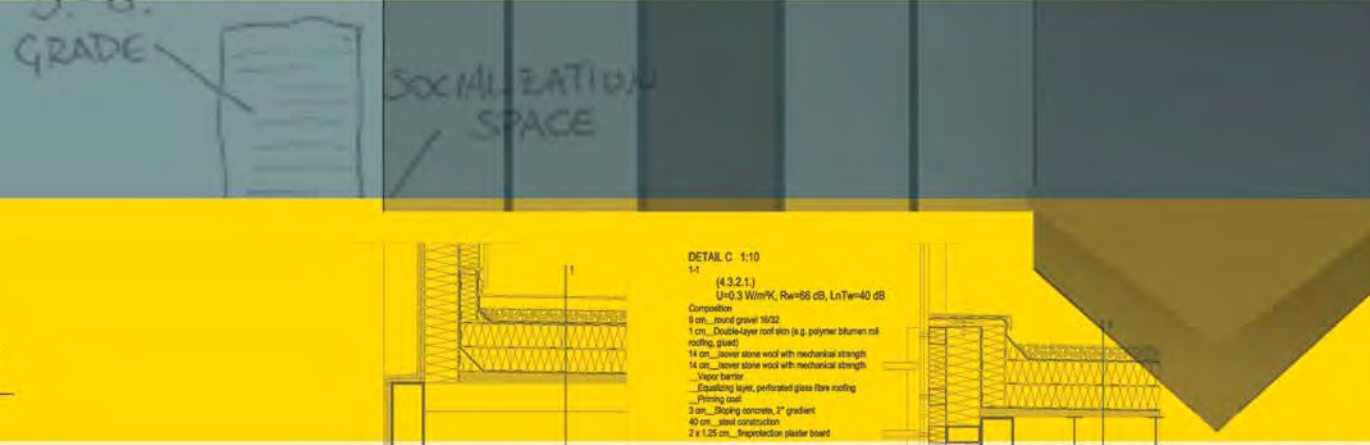 GRADE
SOCIALIZATION
SPACE
DETAIL C 1:10
1-1
(4.3.2.1.)
U=0.3 W/m²K, Rw=66 dB, LnTw=40 dB
Composition
9 cm__round gravel 16/32
1 cm__Double-layer roof skin (e.g. polymer bitumen roll
roofing, glued)
14 cm__isover stone wool with mechanical strength
14 cm__isover stone wool with mechanical strength
__Vapor barrier
__Equalizing layer, perforated glass fibre roofing
__Priming coat
3 cm__Sloping concrete, 2° gradient
40 cm__steel construction
2 x 1,25 cm__fireprotection plaster board
1
1